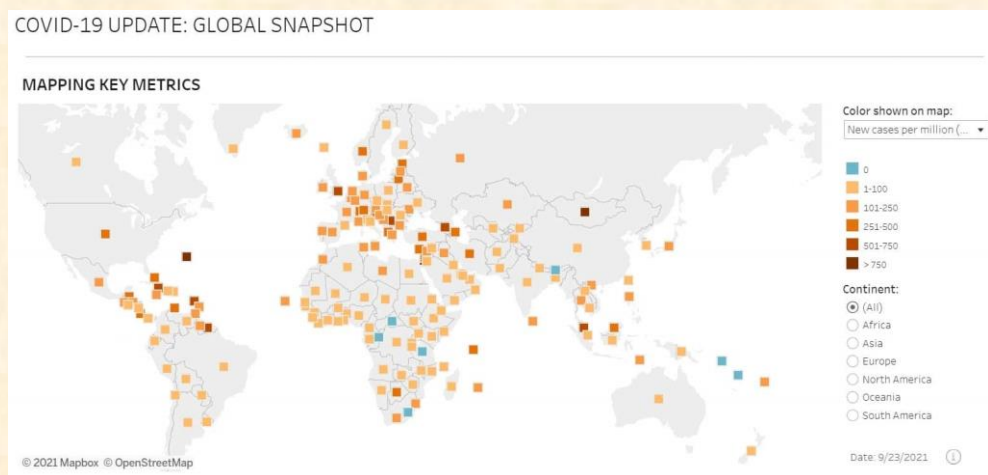 COVID-19 UPDATE: GLOBAL SNAPSHOT
MAPPING KEY METRICS
Color shown on map:
New cases per million (...
0
1-100
101-250
251-500
501-750
> 750
Continent:
(All)
Africa
Asia
Europe
North America
Oceania
South America
Date: 9/23/2021
© 2021 Mapbox © OpenStreetMap